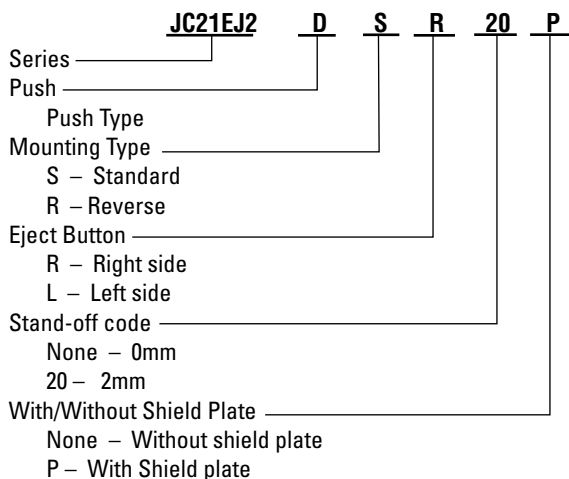 JC21EJ2 D S R 20 P
Series
Push
Push Type
Mounting Type
S – Standard
R – Reverse
Eject Button
R – Right side
L – Left side
Stand-off code
None – 0mm
20 – 2mm
With/Without Shield Plate
None – Without shield plate
P – With Shield plate